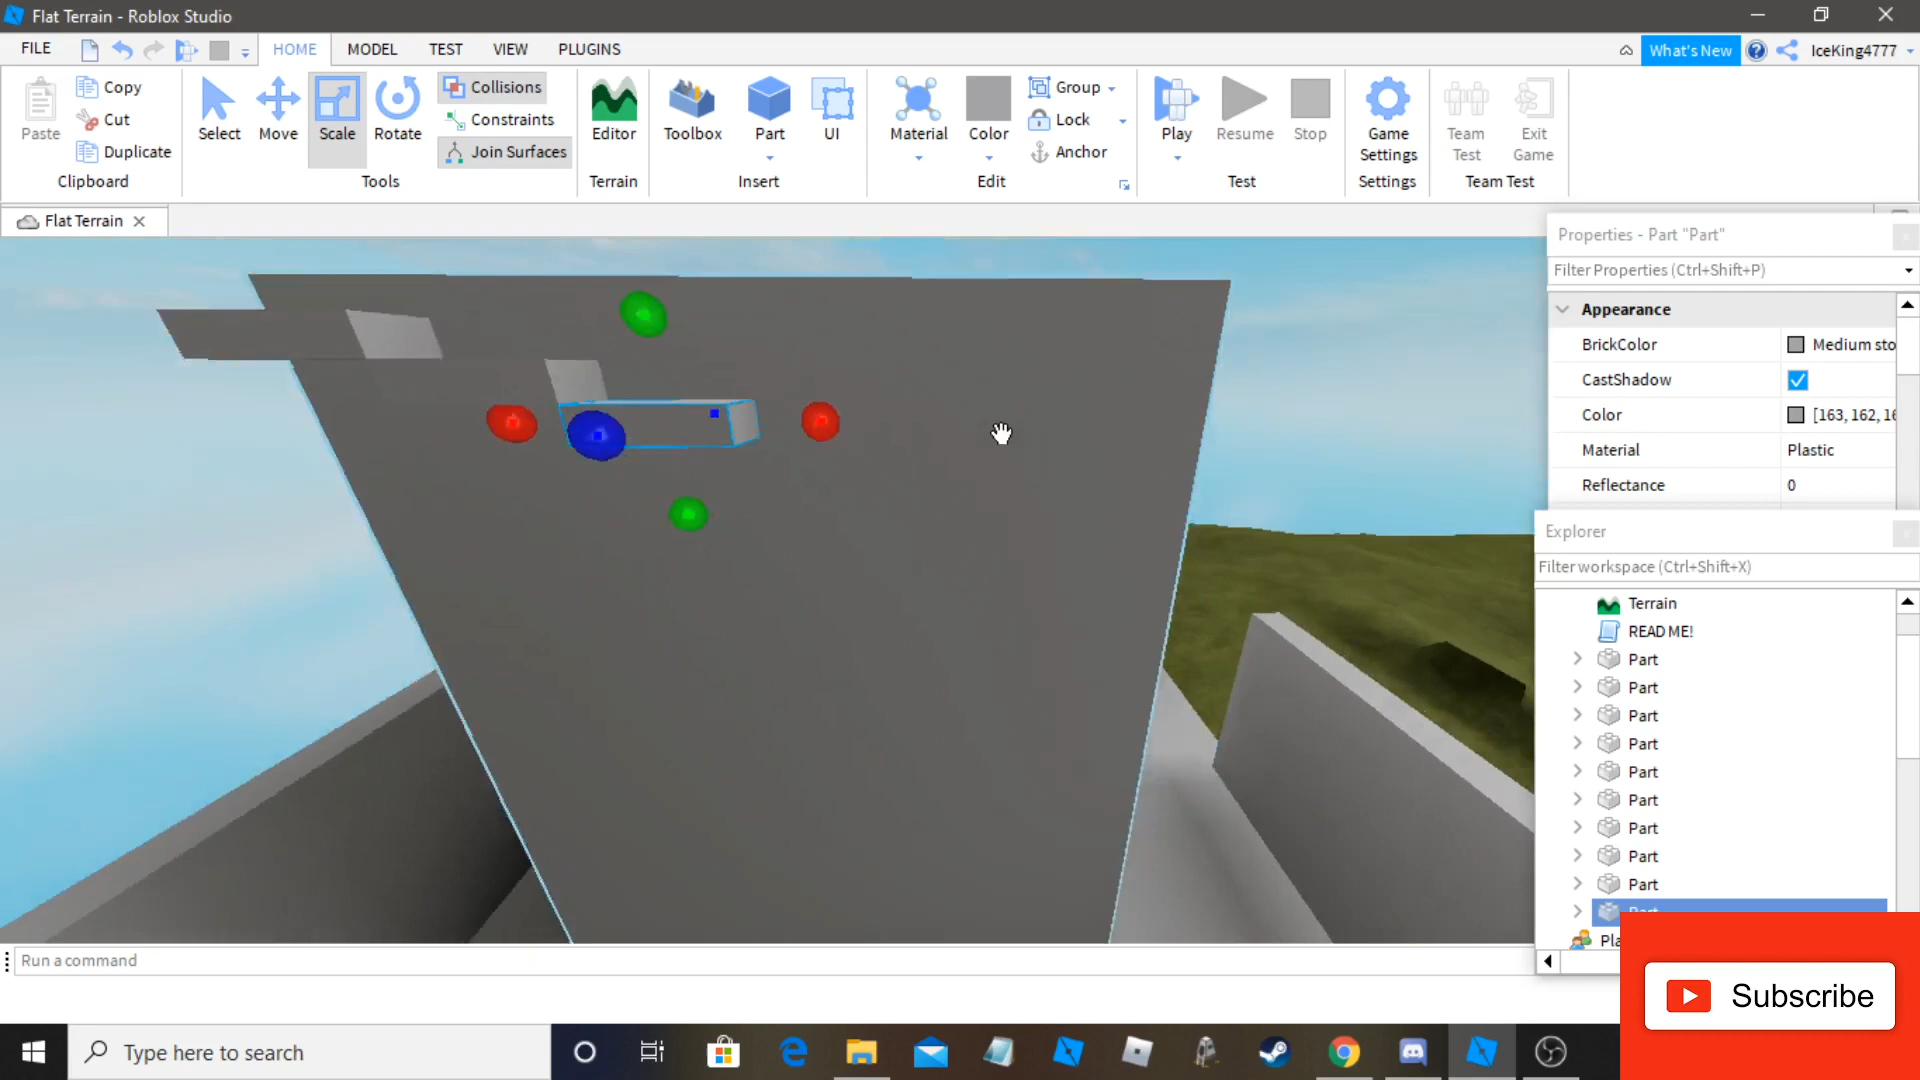 Flat Terrain - Roblox Studio
FILE
HOME
MODEL
TEST
VIEW
PLUGINS
What's New
IceKing4777
Paste
Copy
Cut
Duplicate
Clipboard
Select
Move
Scale
Rotate
Collisions
Constraints
Join Surfaces
Tools
Editor
Terrain
Toolbox
Part
UI
Insert
Material
Color
Group
Lock
Anchor
Edit
Play
Resume
Stop
Test
Game
Settings
Settings
Team
Test
Exit
Game
Team Test
Flat Terrain
Properties - Part "Part"
Filter Properties (Ctrl+Shift+P)
Appearance
BrickColor Medium sto
CastShadow
Color [163, 162, 16
Material Plastic
Reflectance 0
Explorer
Filter workspace (Ctrl+Shift+X)
Terrain
READ ME!
Part
Part
Part
Part
Part
Part
Part
Part
Part
Part
Pla
Run a command
Subscribe
Type here to search